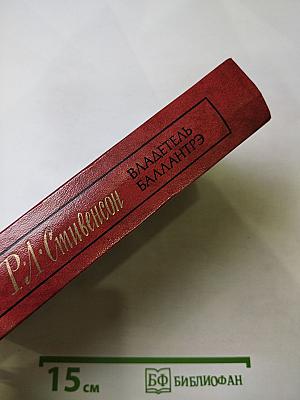 Р·Л·Стивенсон
ВЛАДЕТЕЛЬ
БАЛЛАНТРЭ
15 см
БФ БИБЛИОФАН